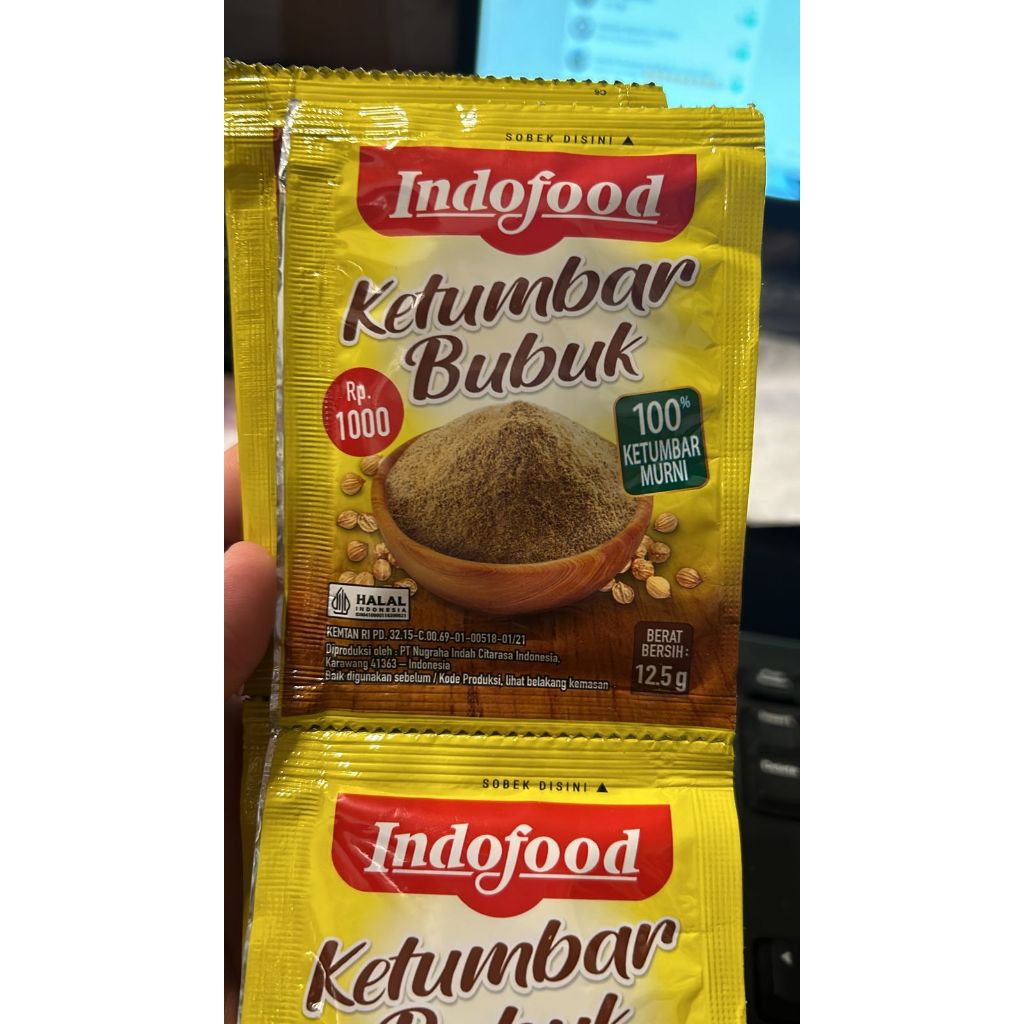 SOBEK DISINI ▲
Indofood
Ketumbar
Bubuk
Rp.
1000
100%
KETUMBAR
MURNI
HALAL
INDONESIA
KEMTAN RI PD. 32.15-C.00.69-01-00518-01/21
Diproduksi oleh : PT Nugraha Indah Citarasa Indonesia,
Karawang 41363 — Indonesia
Baik digunakan sebelum / Kode Produksi, lihat belakang kemasan
BERAT
BERSIH :
12.5 g
SOBEK DISINI ▲
Indofood
Ketumbar
Bubuk